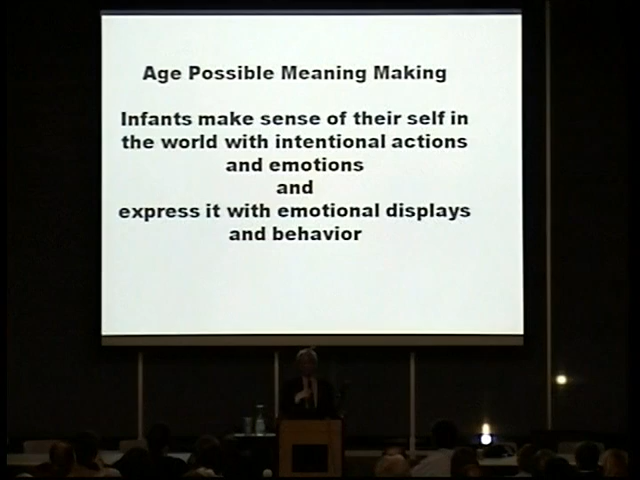 Age Possible Meaning Making
Infants make sense of their self in
the world with intentional actions
and emotions
and
express it with emotional displays
and behavior